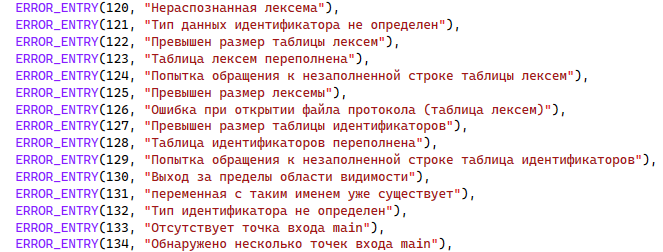 ERROR_ENTRY(120, "Нераспознанная лексема"),
ERROR_ENTRY(121, "Тип данных идентификатора не определен"),
ERROR_ENTRY(122, "Превышен размер таблицы лексем"),
ERROR_ENTRY(123, "Таблица лексем переполнена"),
ERROR_ENTRY(124, "Попытка обращения к незаполненной строке таблицы лексем"),
ERROR_ENTRY(125, "Превышен размер лексемы"),
ERROR_ENTRY(126, "Ошибка при открытии файла протокола (таблица лексем)"),
ERROR_ENTRY(127, "Превышен размер таблицы идентификаторов"),
ERROR_ENTRY(128, "Таблица идентификаторов переполнена"),
ERROR_ENTRY(129, "Попытка обращения к незаполненной строке таблица идентификаторов"),
ERROR_ENTRY(130, "Выход за пределы области видимости"),
ERROR_ENTRY(131, "переменная с таким именем уже существует"),
ERROR_ENTRY(132, "Тип идентификатора не определен"),
ERROR_ENTRY(133, "Отсутствует точка входа main"),
ERROR_ENTRY(134, "Обнаружено несколько точек входа main"),